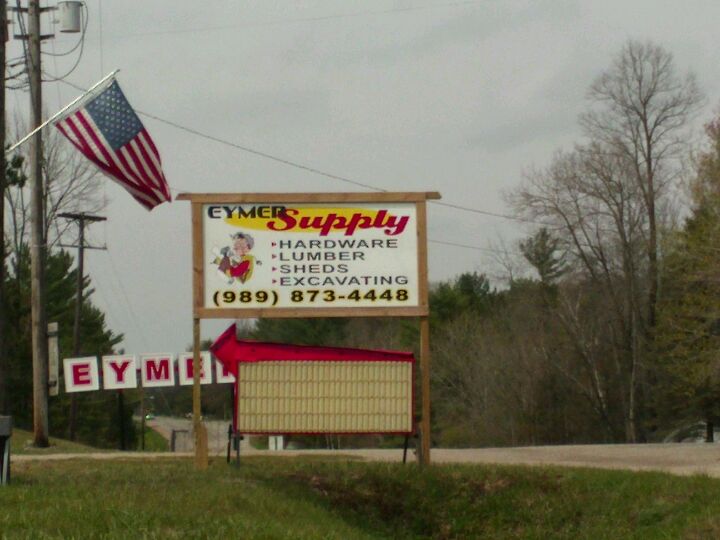 EYMER Supply
HARDWARE
LUMBER
SHEDS
EXCAVATING
(989) 873-4448
EYMER